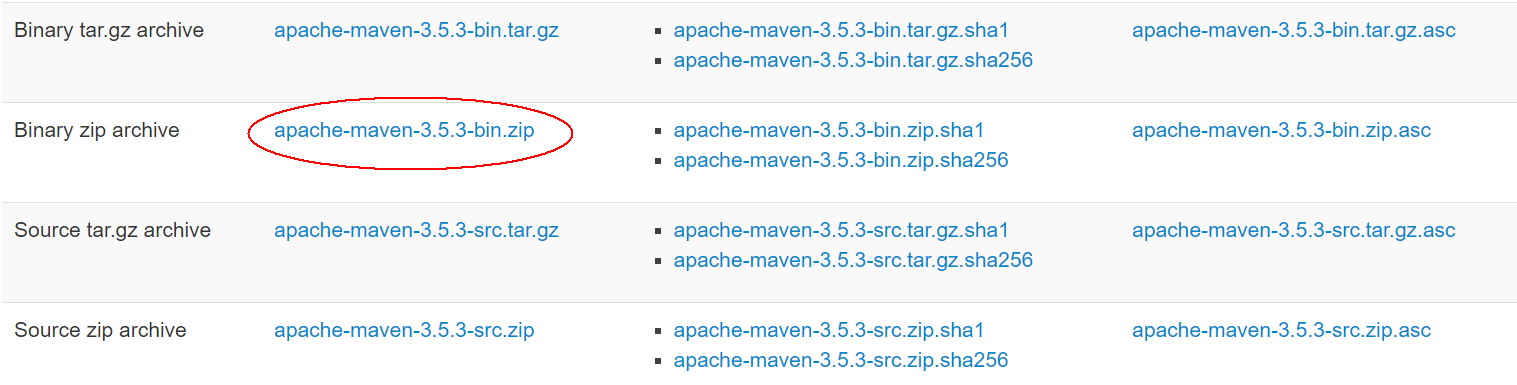 Binary tar.gz archive apache-maven-3.5.3-bin.tar.gz apache-maven-3.5.3-bin.tar.gz.sha1 apache-maven-3.5.3-bin.tar.gz.asc
apache-maven-3.5.3-bin.tar.gz.sha256
Binary zip archive apache-maven-3.5.3-bin.zip apache-maven-3.5.3-bin.zip.sha1 apache-maven-3.5.3-bin.zip.asc
apache-maven-3.5.3-bin.zip.sha256
Source tar.gz archive apache-maven-3.5.3-src.tar.gz apache-maven-3.5.3-src.tar.gz.sha1 apache-maven-3.5.3-src.tar.gz.asc
apache-maven-3.5.3-src.tar.gz.sha256
Source zip archive apache-maven-3.5.3-src.zip apache-maven-3.5.3-src.zip.sha1 apache-maven-3.5.3-src.zip.asc
apache-maven-3.5.3-src.zip.sha256